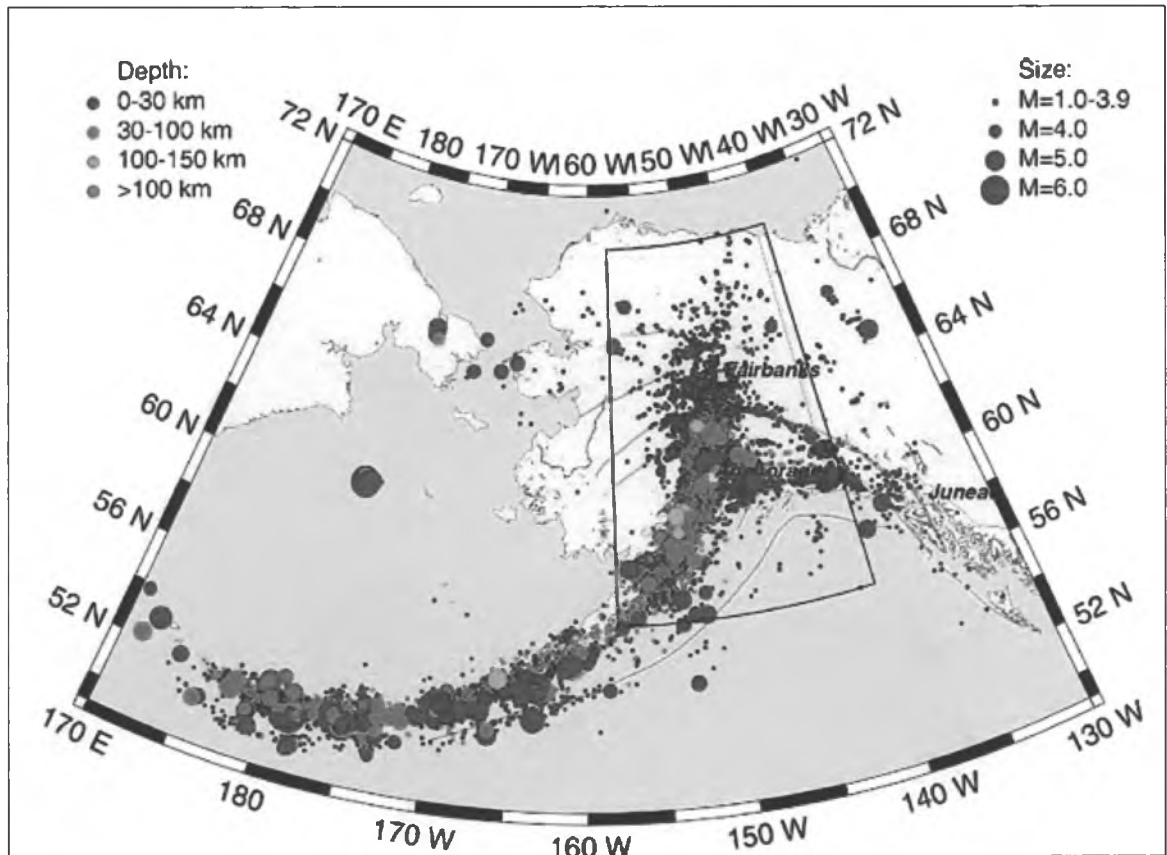 Depth:
0-30 km
30-100 km
100-150 km
>100 km
Size:
M=1.0-3.9
M=4.0
M=5.0
M=6.0
72 N
170 E
180
170 W
160 W
150 W
140 W
130 W
72 N
68 N
68 N
64 N
64 N
Fairbanks
60 N
60 N
Juneau
56 N
56 N
52 N
52 N
170 E
180
170 W
160 W
150 W
140 W
130 W